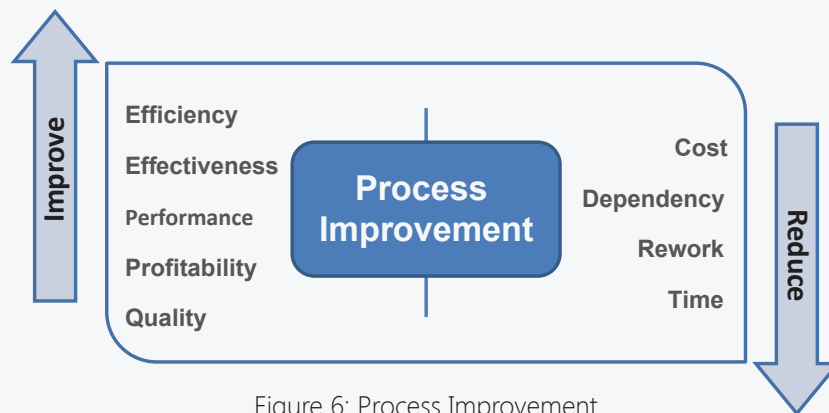 Improve
Efficiency
Effectiveness
Performance
Profitability
Quality
Process
Improvement
Cost
Dependency
Rework
Time
Reduce
Figure 6: Process Improvement